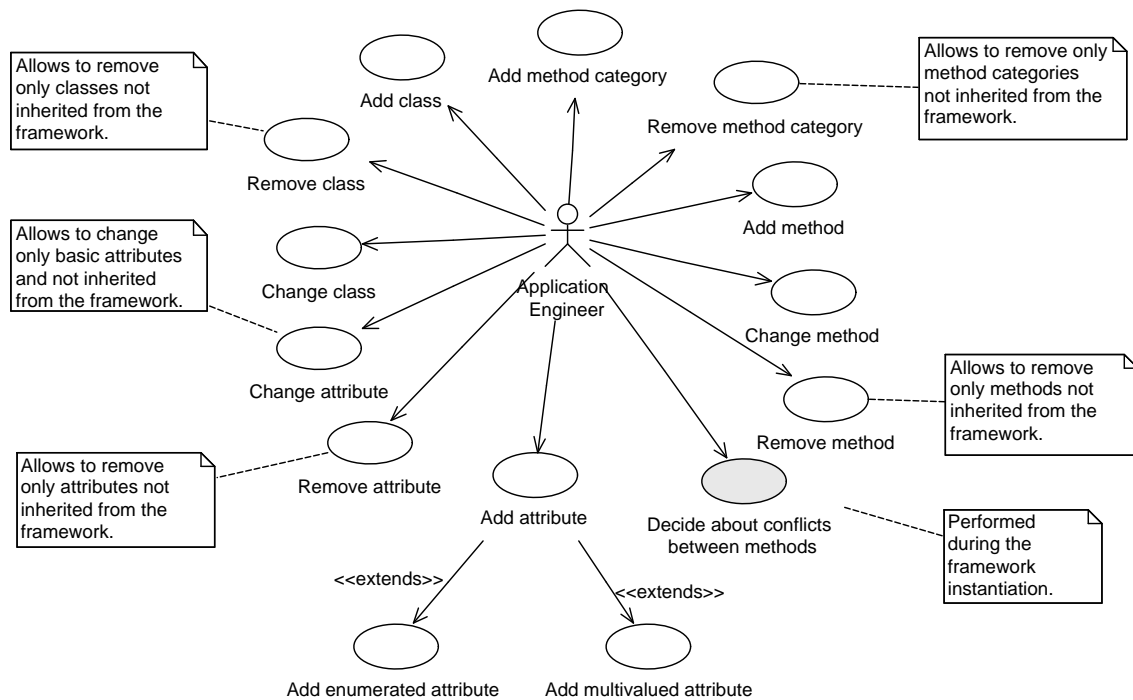 Allows to remove
only classes not
inherited from the
framework.
Add class
Add method category
Allows to remove only
method categories
not inherited from the
framework.
Remove method category
Remove class
Add method
Allows to change
only basic attributes
and not inherited
from the framework.
Change class
Application
Engineer
Change method
Change attribute
Allows to remove
only methods not
inherited from the
framework.
Remove method
Allows to remove
only attributes not
inherited from the
framework.
Remove attribute
Add attribute
Decide about conflicts
between methods
Performed
during the
framework
instantiation.
<<extends>>
<<extends>>
Add enumerated attribute
Add multivalued attribute